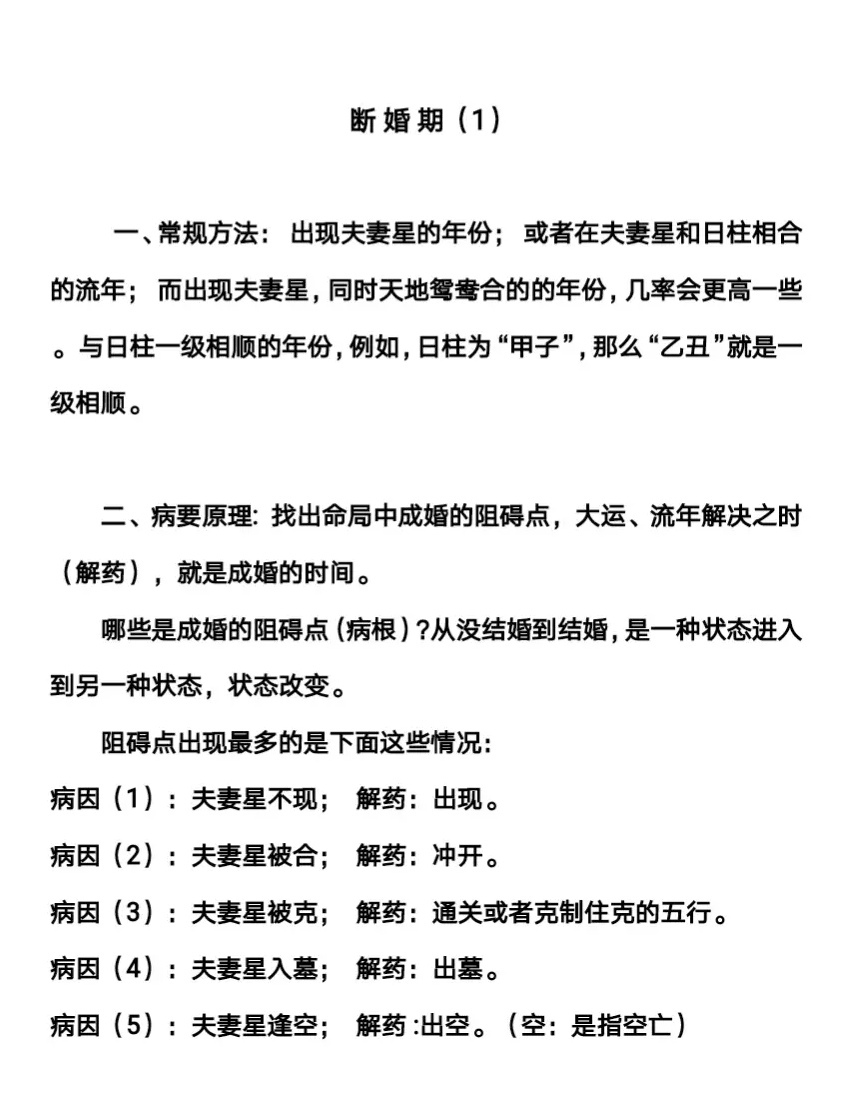 断婚期（1）
一、常规方法： 出现夫妻星的年份； 或者在夫妻星和日柱相合
的流年； 而出现夫妻星，同时天地鸳鸯合的的年份，几率会更高一些
。与日柱一级相顺的年份，例如，日柱为“甲子”，那么“乙丑”就是一
级相顺。
二、病要原理: 找出命局中成婚的阻碍点，大运、流年解决之时
（解药），就是成婚的时间。
哪些是成婚的阻碍点（病根）?从没结婚到结婚，是一种状态进入
到另一种状态，状态改变。
阻碍点出现最多的是下面这些情况：
病因（1）：夫妻星不现； 解药：出现。
病因（2）：夫妻星被合； 解药：冲开。
病因（3）：夫妻星被克； 解药：通关或者克制住克的五行。
病因（4）：夫妻星入墓； 解药：出墓。
病因（5）：夫妻星逢空； 解药:出空。（空：是指空亡）